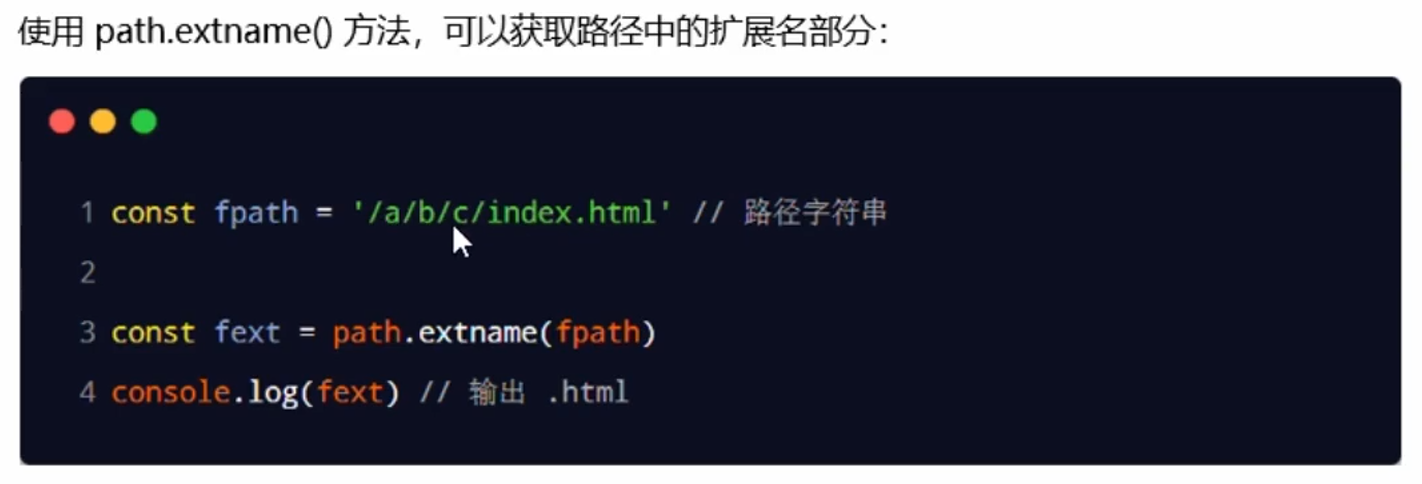 使用 path.extname() 方法，可以获取路径中的扩展名部分：
1 const fpath = '/a/b/c/index.html' // 路径字符串
2
3 const fext = path.extname(fpath)
4 console.log(fext) // 输出 .html